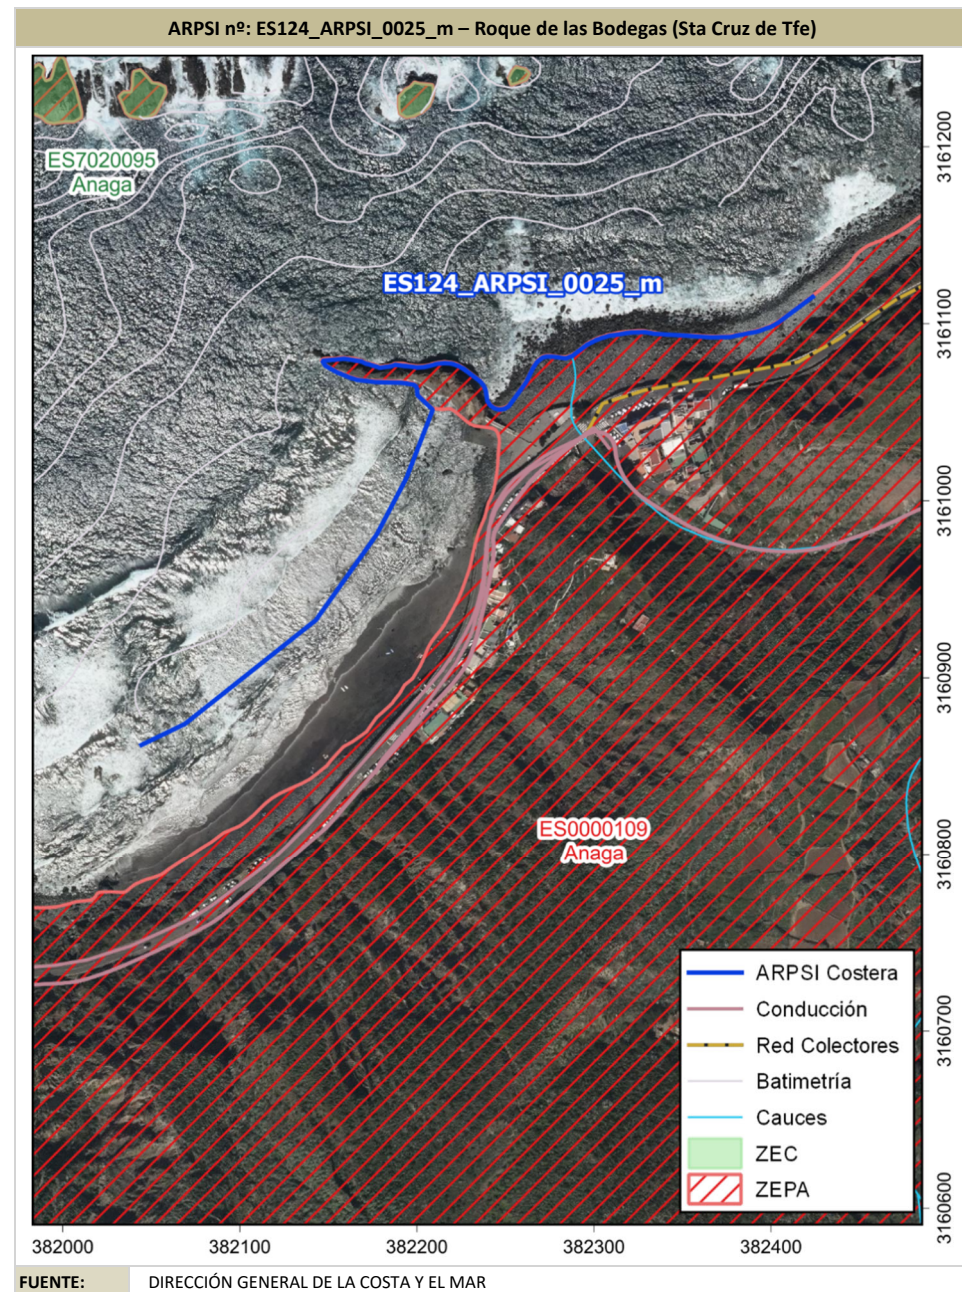 ARPSI nº: ES124_ARPSI_0025_m – Roque de las Bodegas (Sta Cruz de Tfe)
ES7020095
Anaga
ES124_ARPSI_0025_m
ES0000109
Anaga
3161200
3161100
3161000
3160900
3160800
3160700
3160600
ARPSI Costera
Conducción
Red Colectores
Batimetría
Cauces
ZEC
ZEPA
382000
382100
382200
382300
382400
FUENTE:
DIRECCIÓN GENERAL DE LA COSTA Y EL MAR